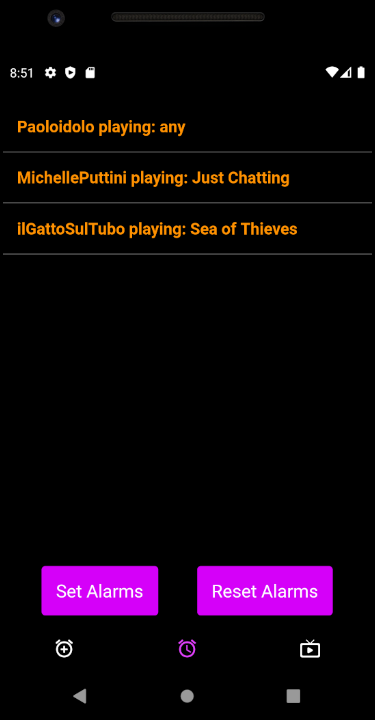 8:51
Paoloidolo playing: any
MichellePuttini playing: Just Chatting
ilGattoSulTubo playing: Sea of Thieves
Set Alarms
Reset Alarms